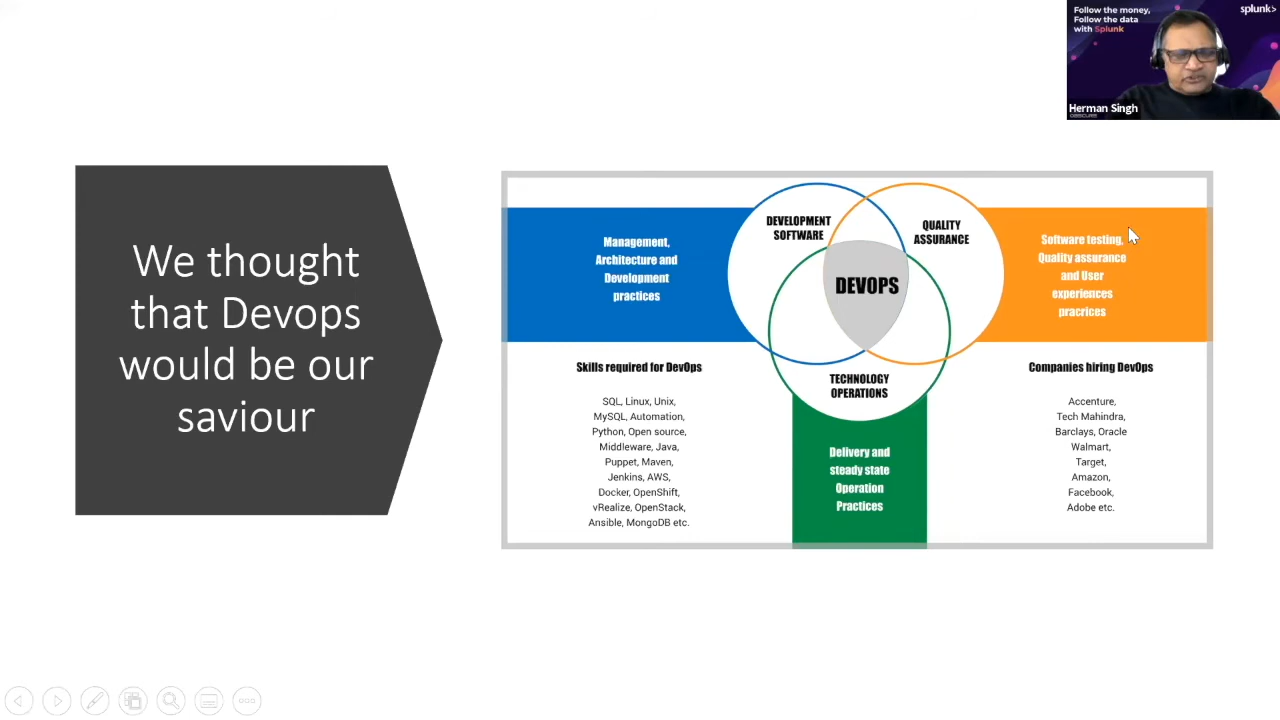 We thought
that Devops
would be our
saviour
Management,
Architecture and
Development
practices
DEVELOPMENT
SOFTWARE
QUALITY
ASSURANCE
DEVOPS
TECHNOLOGY
OPERATIONS
Software testing,
Quality assurance
and User
experiences
pracrices
Skills required for DevOps
SQL, Linux, Unix,
MySQL, Automation,
Python, Open source,
Middleware, Java,
Puppet, Maven,
Jenkins, AWS,
Docker, OpenShift,
vRealize, OpenStack,
Ansible, MongoDB etc.
Delivery and
steady state
Operation
Practices
Companies hiring DevOps
Accenture,
Tech Mahindra,
Barclays, Oracle
Walmart,
Target,
Amazon,
Facebook,
Adobe etc.
Follow the money,
Follow the data
with Splunk
splunk>
Herman Singh